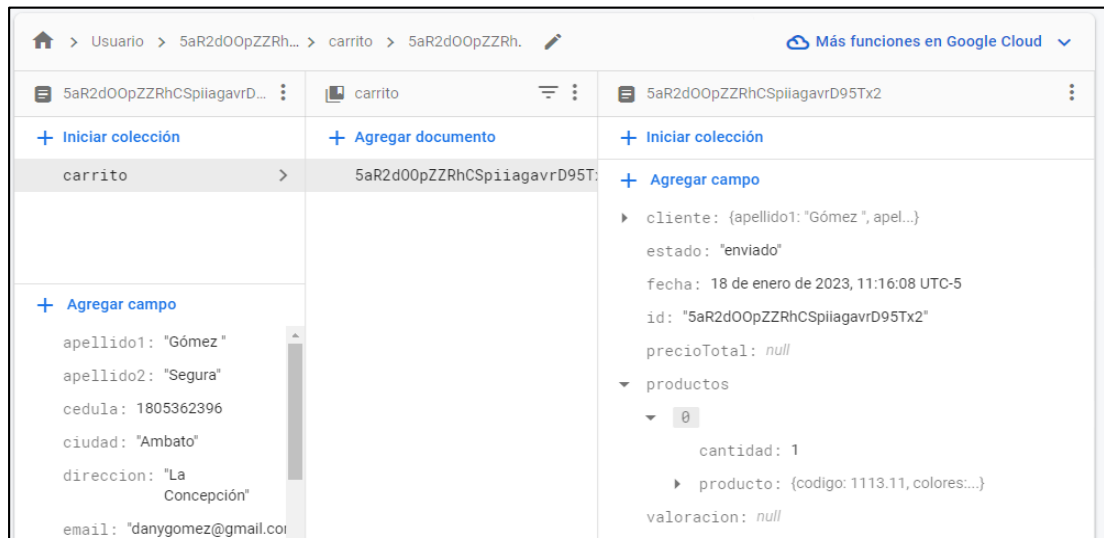 > Usuario > 5aR2dOOpZZRh... > carrito > 5aR2dOOpZZRh.
Más funciones en Google Cloud
5aR2dOOpZZRhCSpiiagavrD...
+ Iniciar colección
carrito >
+ Agregar campo
apellido1: "Gómez "
apellido2: "Segura"
cedula: 1805362396
ciudad: "Ambato"
direccion: "La
Concepción"
email: "danygomez@gmail.co
carrito
+ Agregar documento
5aR2dOOpZZRhCSpiiagavrD95T
5aR2dOOpZZRhCSpiiagavrD95Tx2
+ Iniciar colección
+ Agregar campo
cliente: {apellido1: "Gómez ", apel...}
estado: "enviado"
fecha: 18 de enero de 2023, 11:16:08 UTC-5
id: "5aR2dOOpZZRhCSpiiagavrD95Tx2"
precioTotal: null
productos
0
cantidad: 1
producto: {codigo: 1113.11, colores:...}
valoracion: null